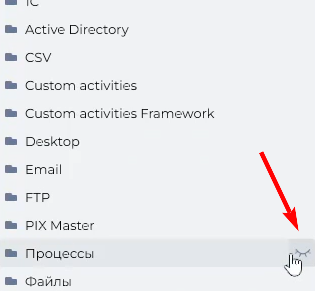 1C
Active Directory
CSV
Custom activities
Custom activities Framework
Desktop
Email
FTP
PIX Master
Процессы
Файлы